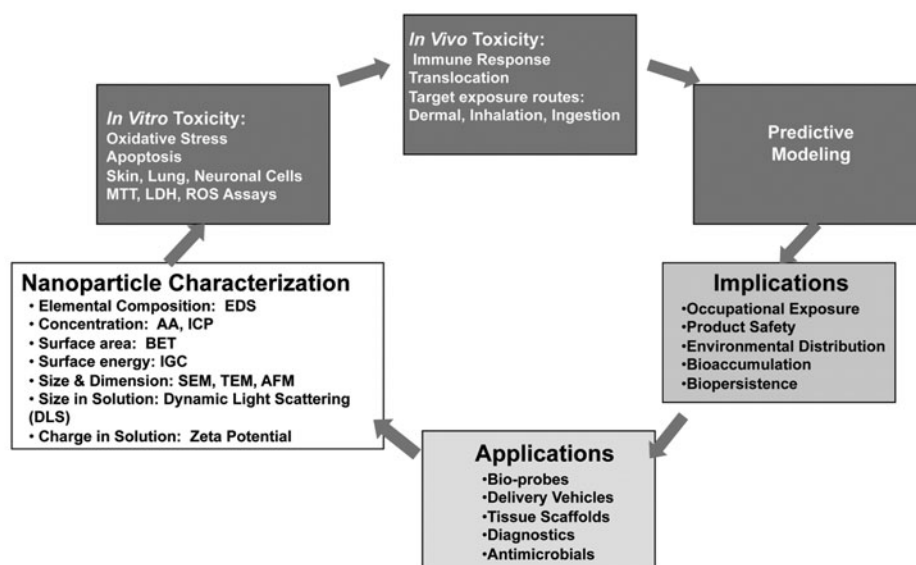 In Vivo Toxicity:
Immune Response
Translocation
Target exposure routes:
Dermal, Inhalation, Ingestion
In Vitro Toxicity:
Oxidative Stress
Apoptosis
Skin, Lung, Neuronal Cells
MTT, LDH, ROS Assays
Predictive
Modeling
Nanoparticle Characterization
• Elemental Composition: EDS
• Concentration: AA, ICP
• Surface area: BET
• Surface energy: IGC
• Size & Dimension: SEM, TEM, AFM
• Size in Solution: Dynamic Light Scattering
(DLS)
• Charge in Solution: Zeta Potential
Implications
•Occupational Exposure
•Product Safety
•Environmental Distribution
•Bioaccumulation
•Biopersistence
Applications
•Bio-probes
•Delivery Vehicles
•Tissue Scaffolds
•Diagnostics
•Antimicrobials